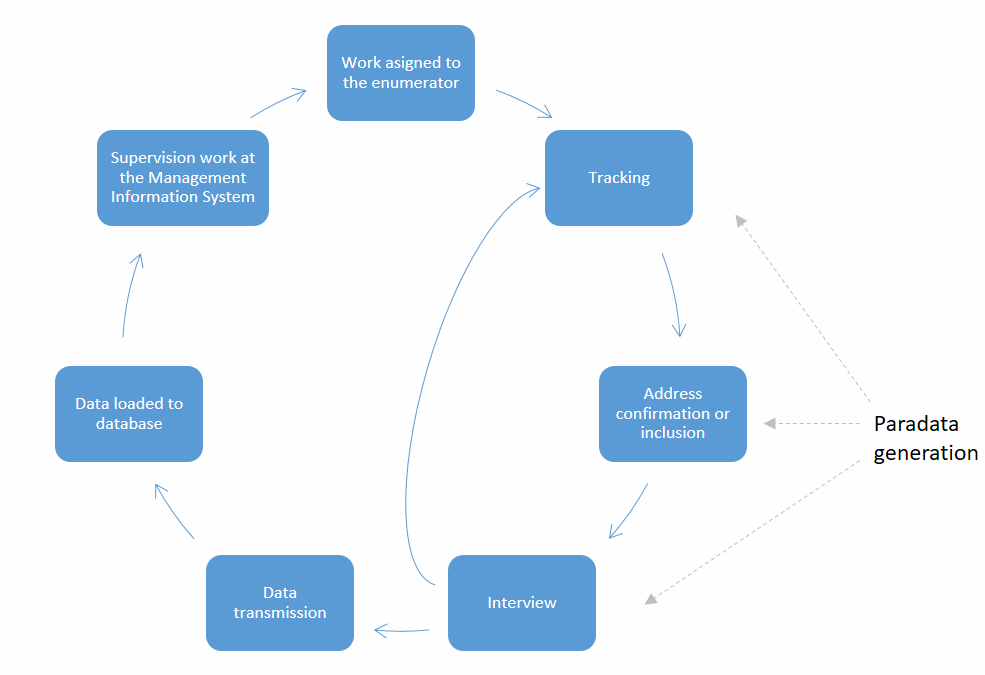 Work asigned to
the enumerator
Tracking
Address
confirmation or
inclusion
Interview
Data
transmission
Data loaded to
database
Supervision work at
the Management
Information System
Paradata
generation